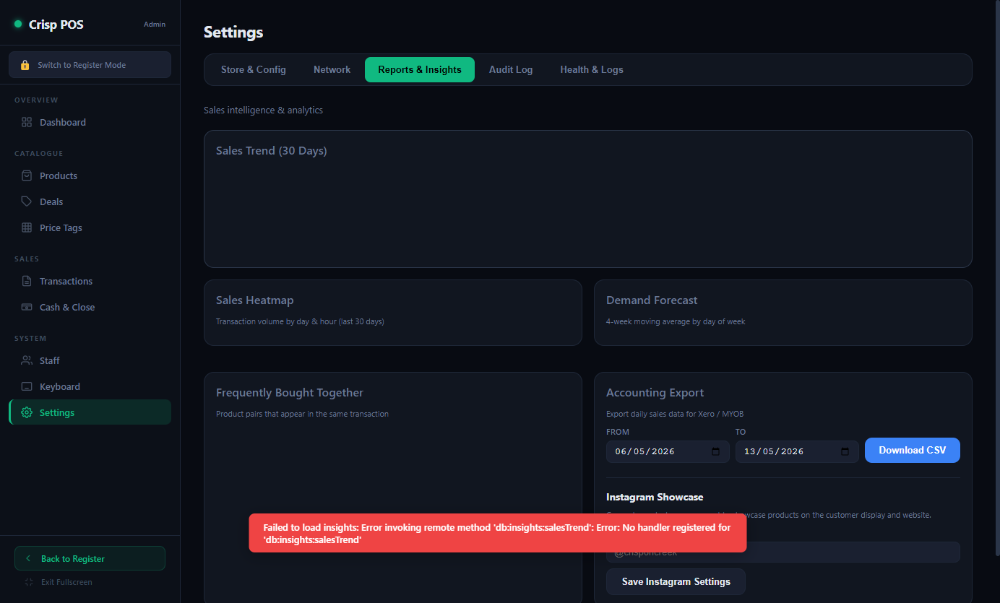 Crisp POS
Admin
Switch to Register Mode
OVERVIEW
Dashboard
CATALOGUE
Products
Deals
Price Tags
SALES
Transactions
Cash & Close
SYSTEM
Staff
Keyboard
Settings
Back to Register
Exit Fullscreen
Settings
Store & Config
Network
Reports & Insights
Audit Log
Health & Logs
Sales intelligence & analytics
Sales Trend (30 Days)
Sales Heatmap
Transaction volume by day & hour (last 30 days)
Demand Forecast
4-week moving average by day of week
Frequently Bought Together
Product pairs that appear in the same transaction
Accounting Export
Export daily sales data for Xero / MYOB
FROM
TO
06/05/2026
13/05/2026
Download CSV
Instagram Showcase
showcase products on the customer display and website.
Failed to load insights: Error invoking remote method 'db:insights:salesTrend': Error: No handler registered for
'db:insights:salesTrend'
@crisponcreek
Save Instagram Settings